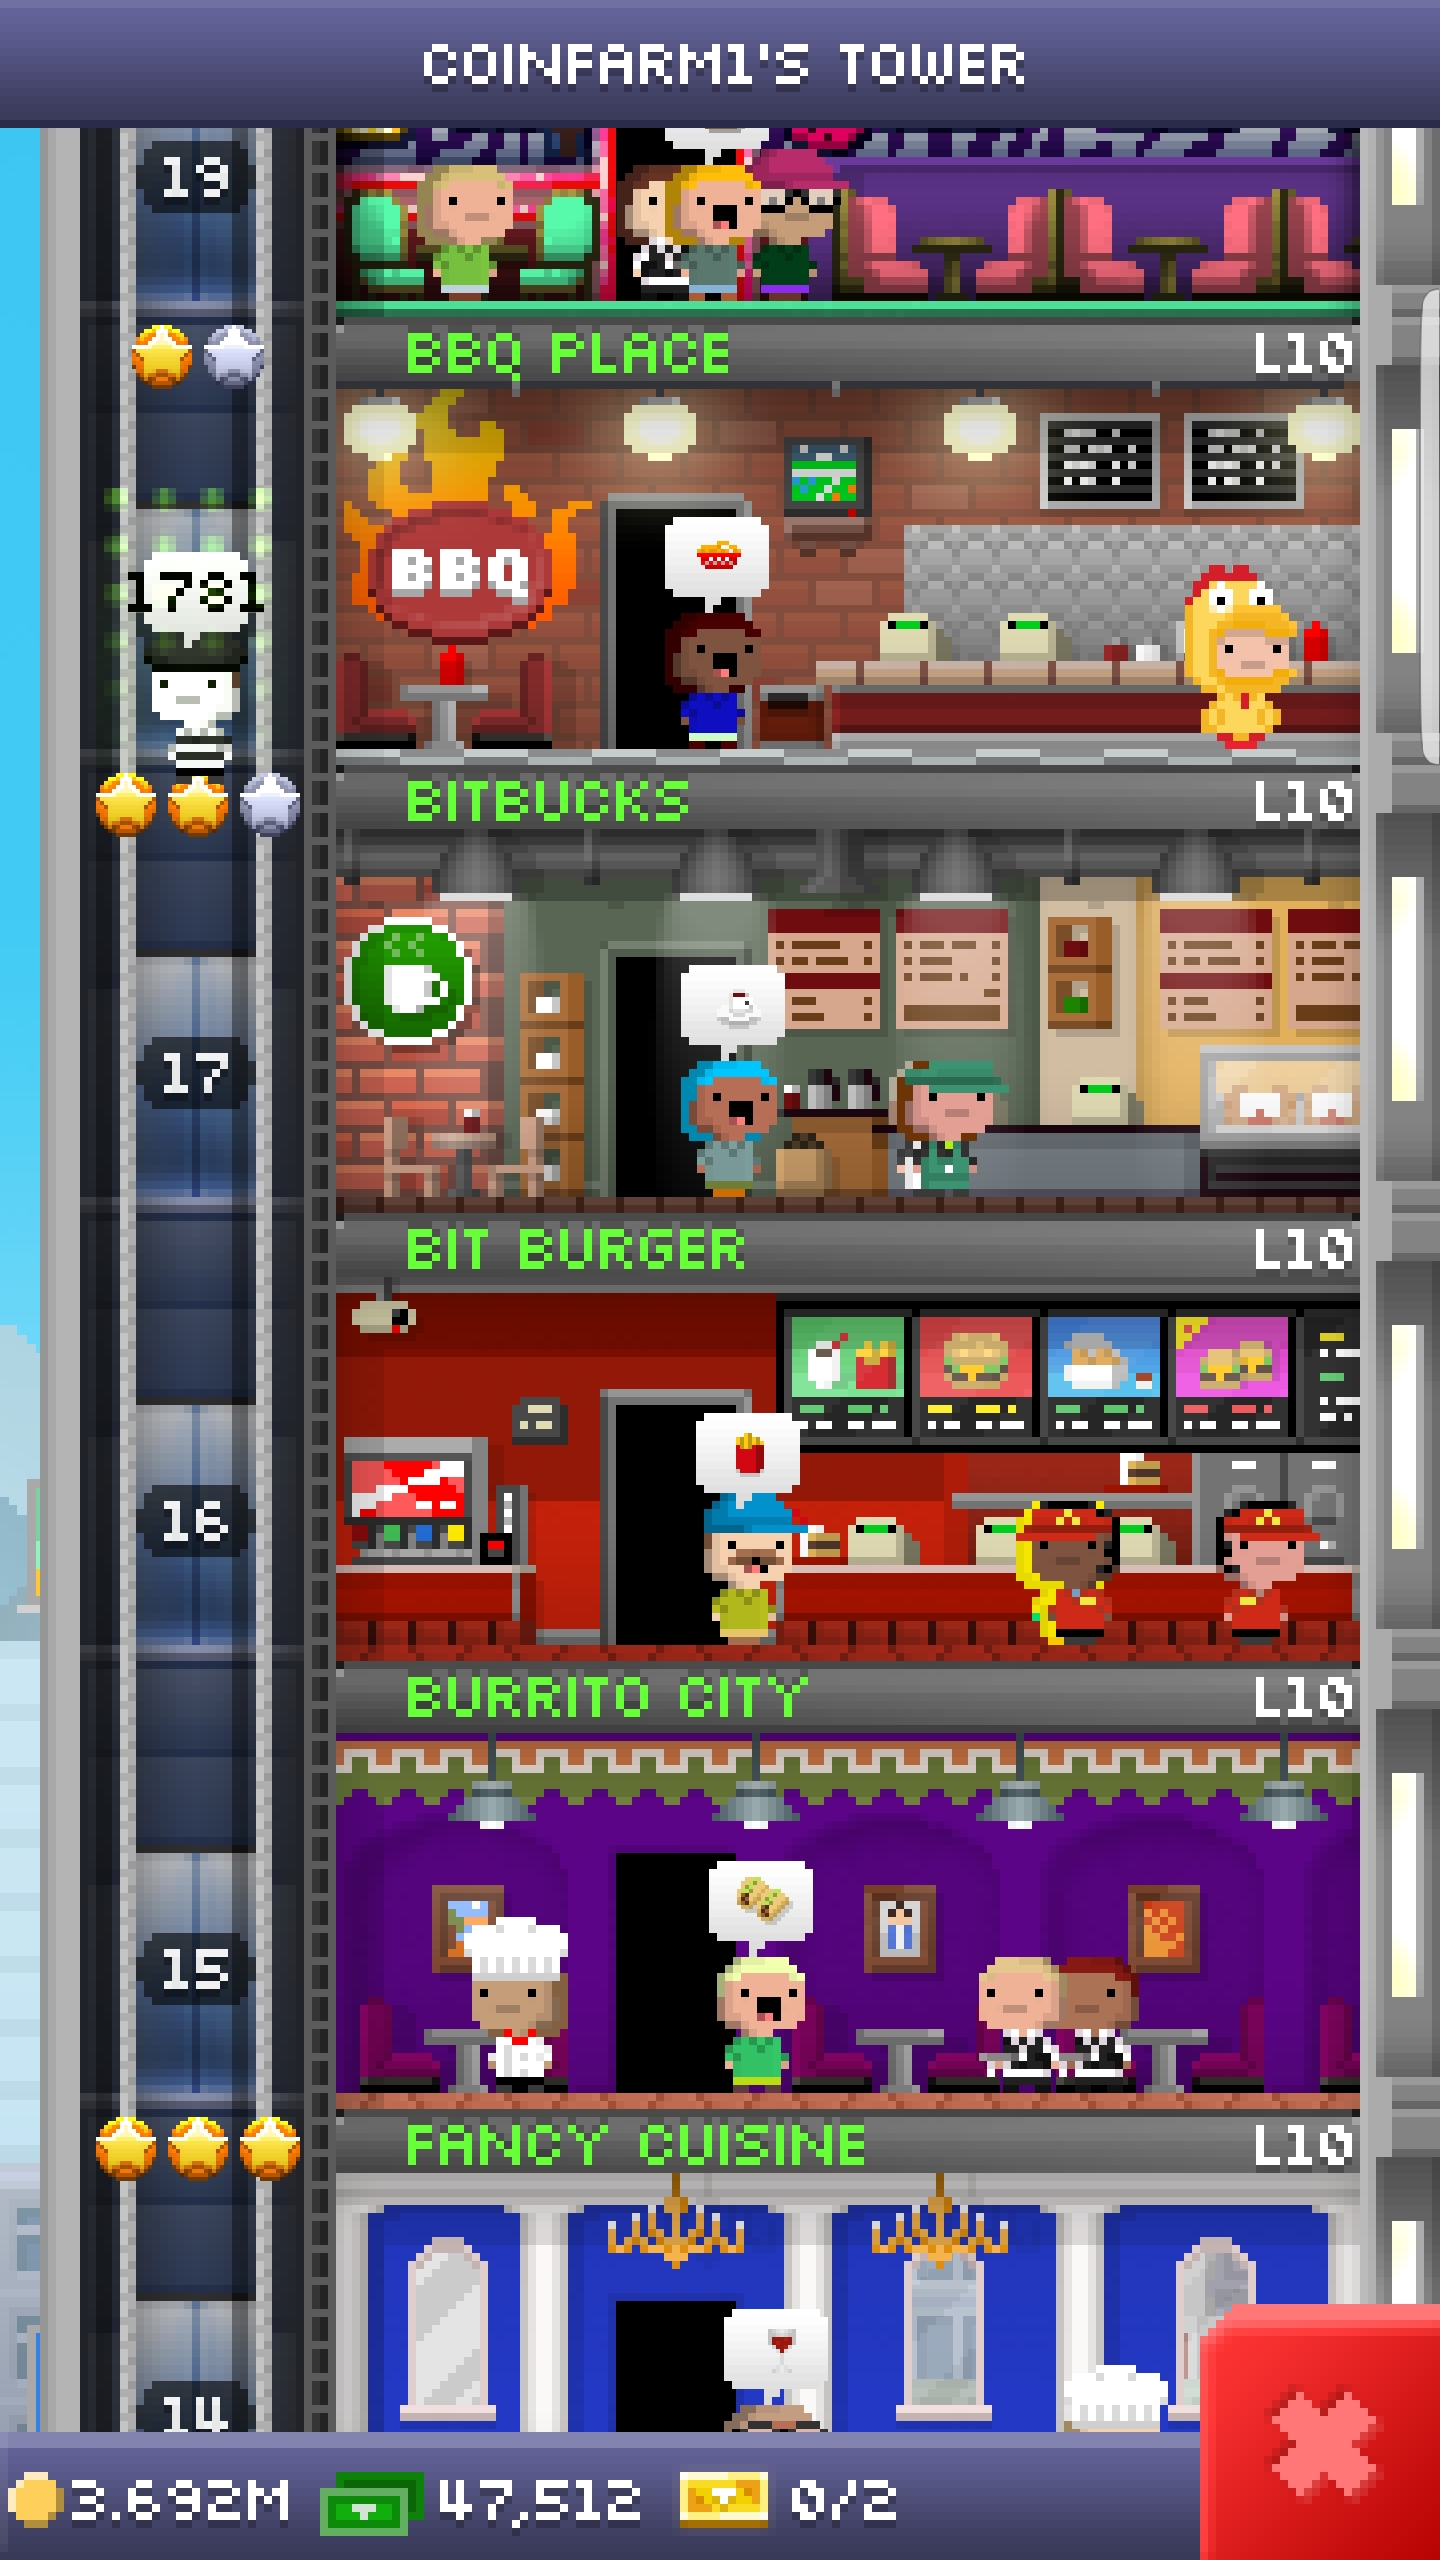 COINFARM1'S TOWER
19
BBQ PLACE L10
BBQ
1781
BITBUCKS L10
17
BIT BURGER L10
16
BURRITO CITY L10
15
FANCY CUISINE L10
14
3.692M 47,512 0/2